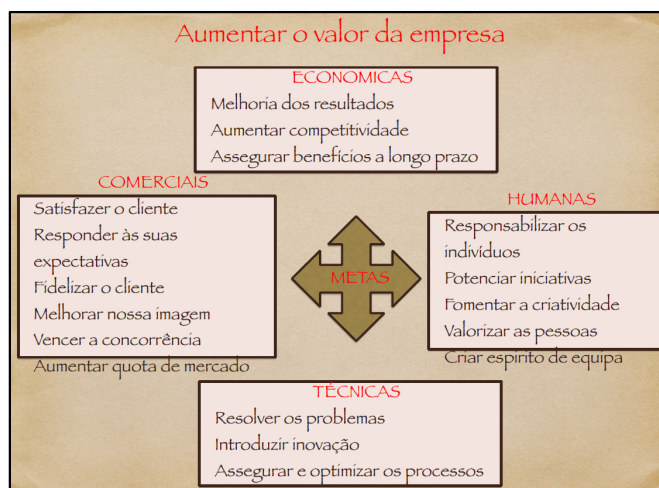 Aumentar o valor da empresa
ECONOMICAS
Melhoria dos resultados
Aumentar competitividade
Assegurar benefícios a longo prazo
COMERCIAIS
Satisfazer o cliente
Responder às suas
expectativas
Fidelizar o cliente
Melhorar nossa imagem
Vencer a concorrência
Aumentar quota de mercado
METAS
HUMANAS
Responsabilizar os
indivíduos
Potenciar iniciativas
Fomentar a criatividade
Valorizar as pessoas
Criar espirito de equipa
TÉCNICAS
Resolver os problemas
Introduzir inovação
Assegurar e optimizar os processos